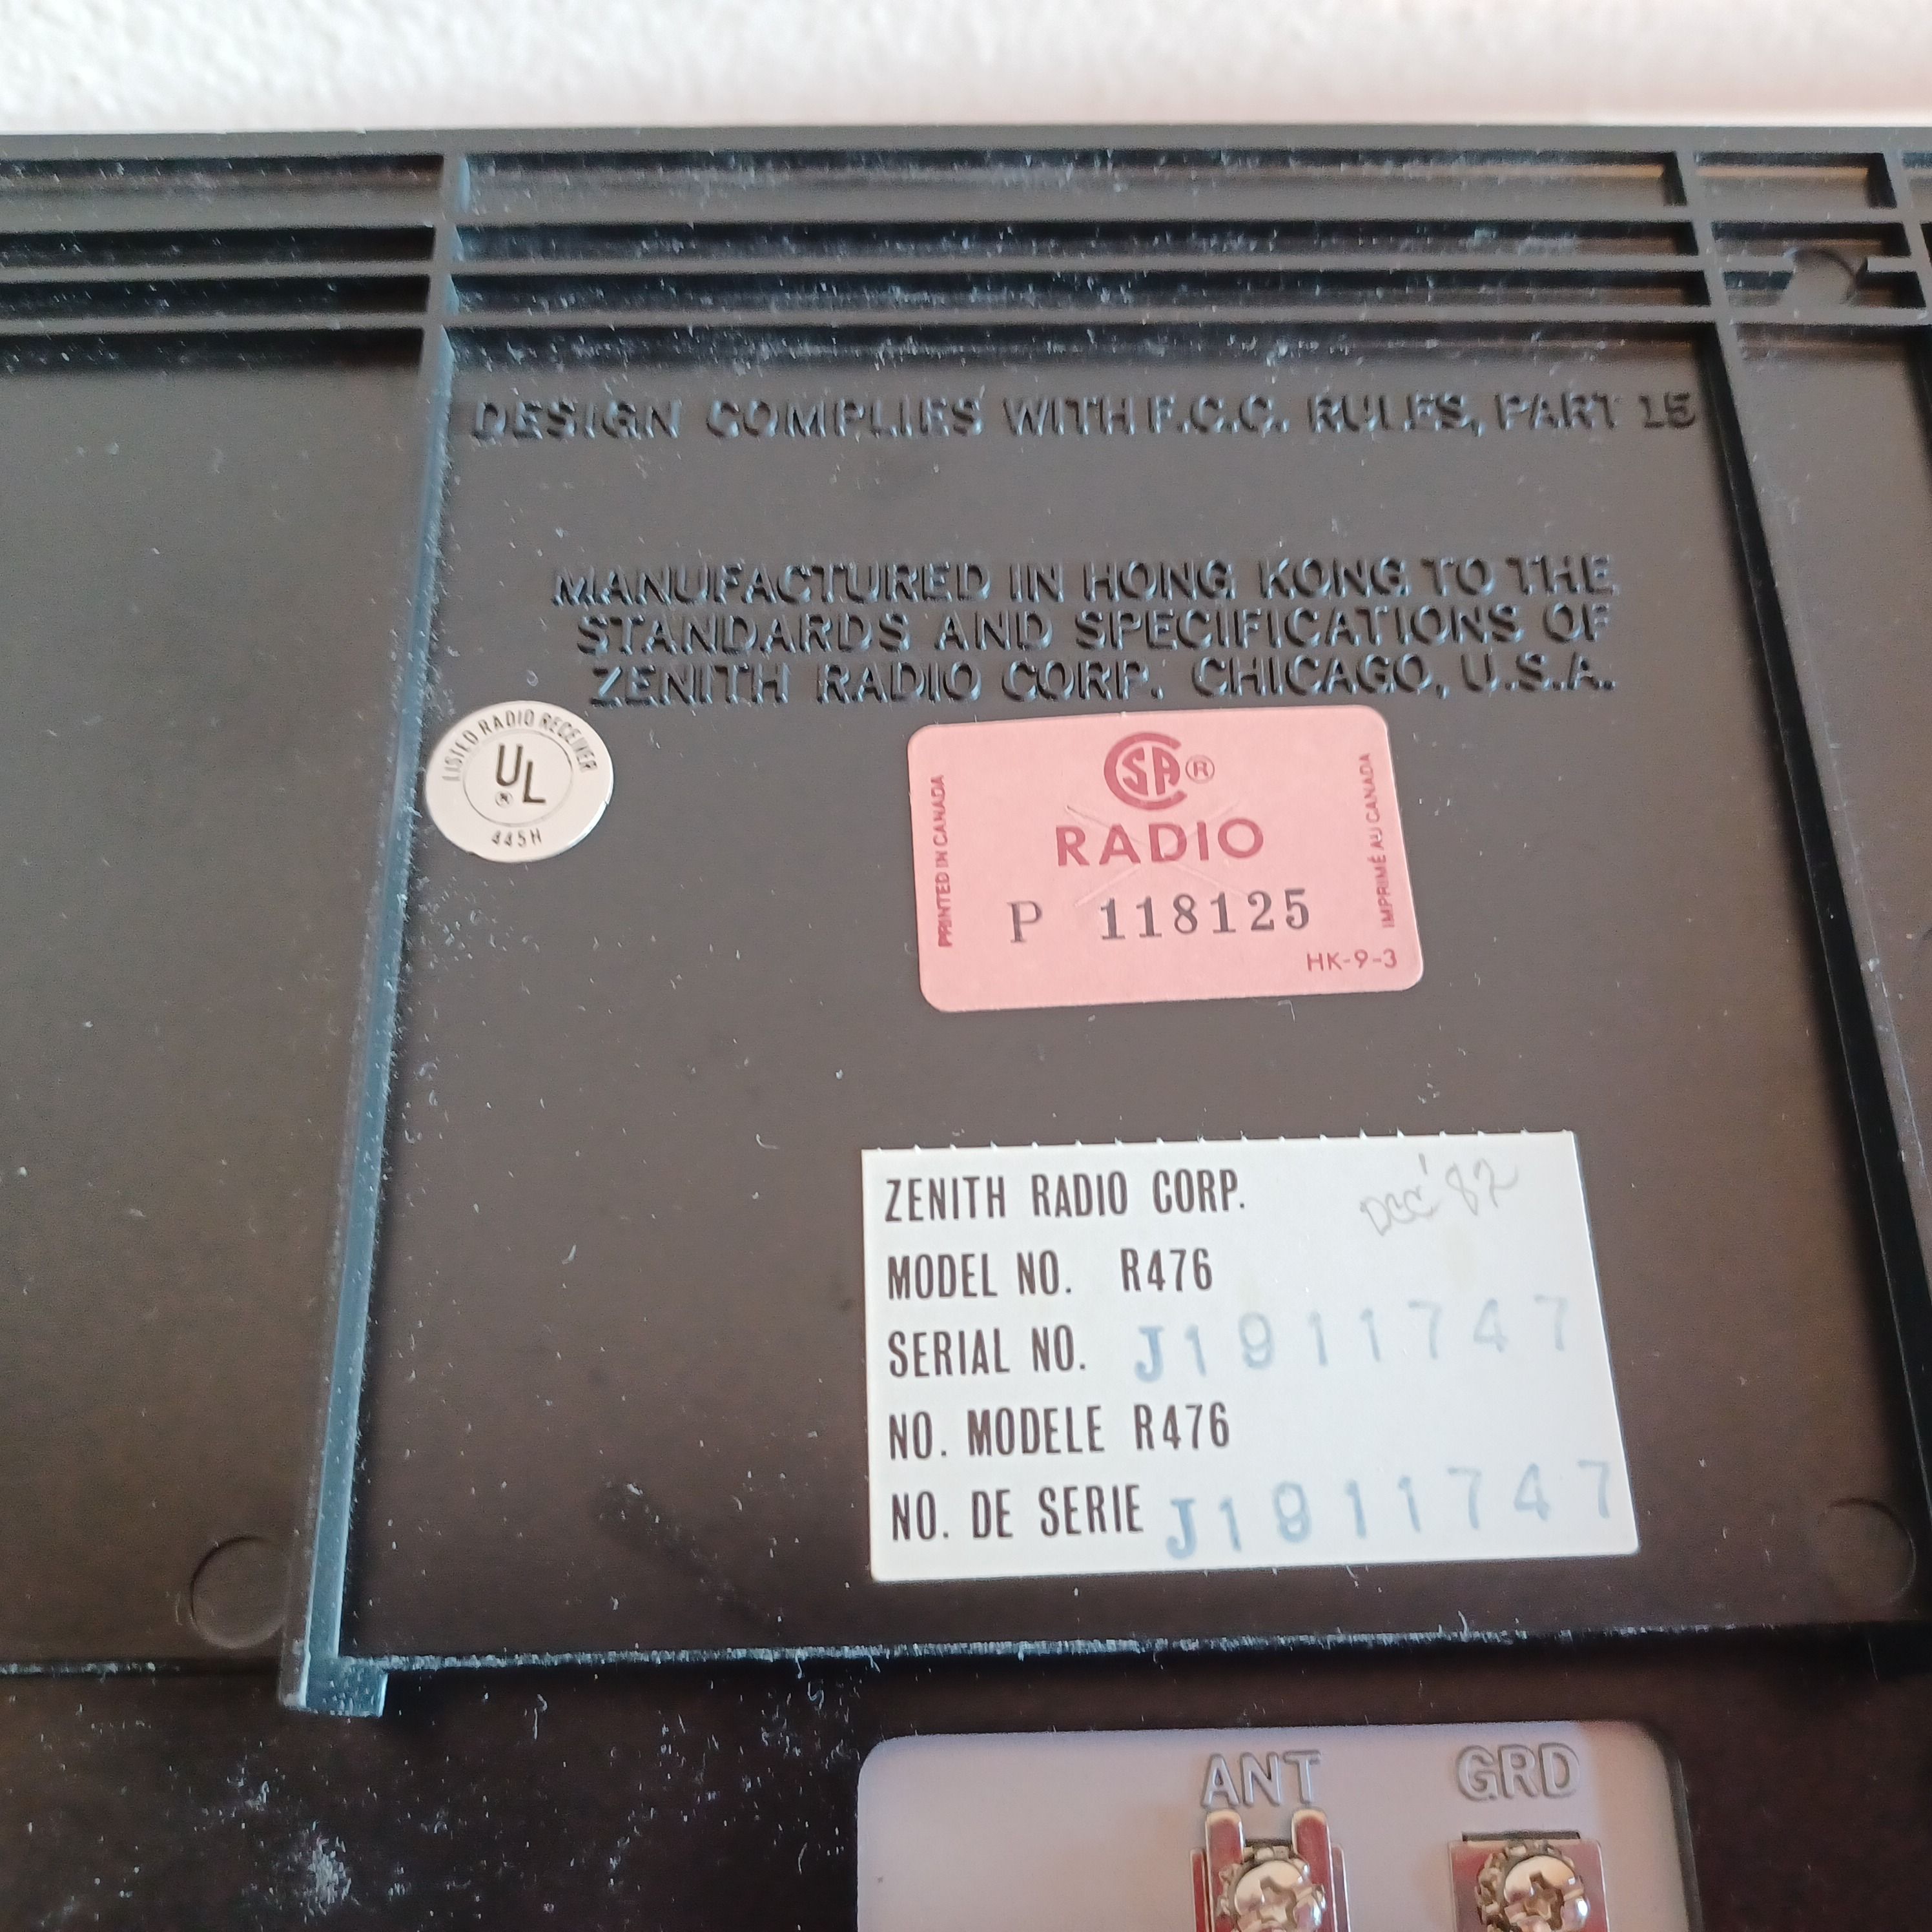 DESIGN COMPLIES WITH F.C.C. RULES, PART 15
MANUFACTURED IN HONG KONG TO THE
STANDARDS AND SPECIFICATIONS OF
ZENITH RADIO CORP. CHICAGO, U.S.A.
LISTED RADIO RECEIVER
UL®
445H
CSA®
PRINTED IN CANADA
RADIO
IMPRIMÉ AU CANADA
P 118125
HK-9-3
ZENITH RADIO CORP. DEC '82
MODEL NO. R476
SERIAL NO. J1911747
NO. MODELE R476
NO. DE SERIE J1911747
ANT GRD